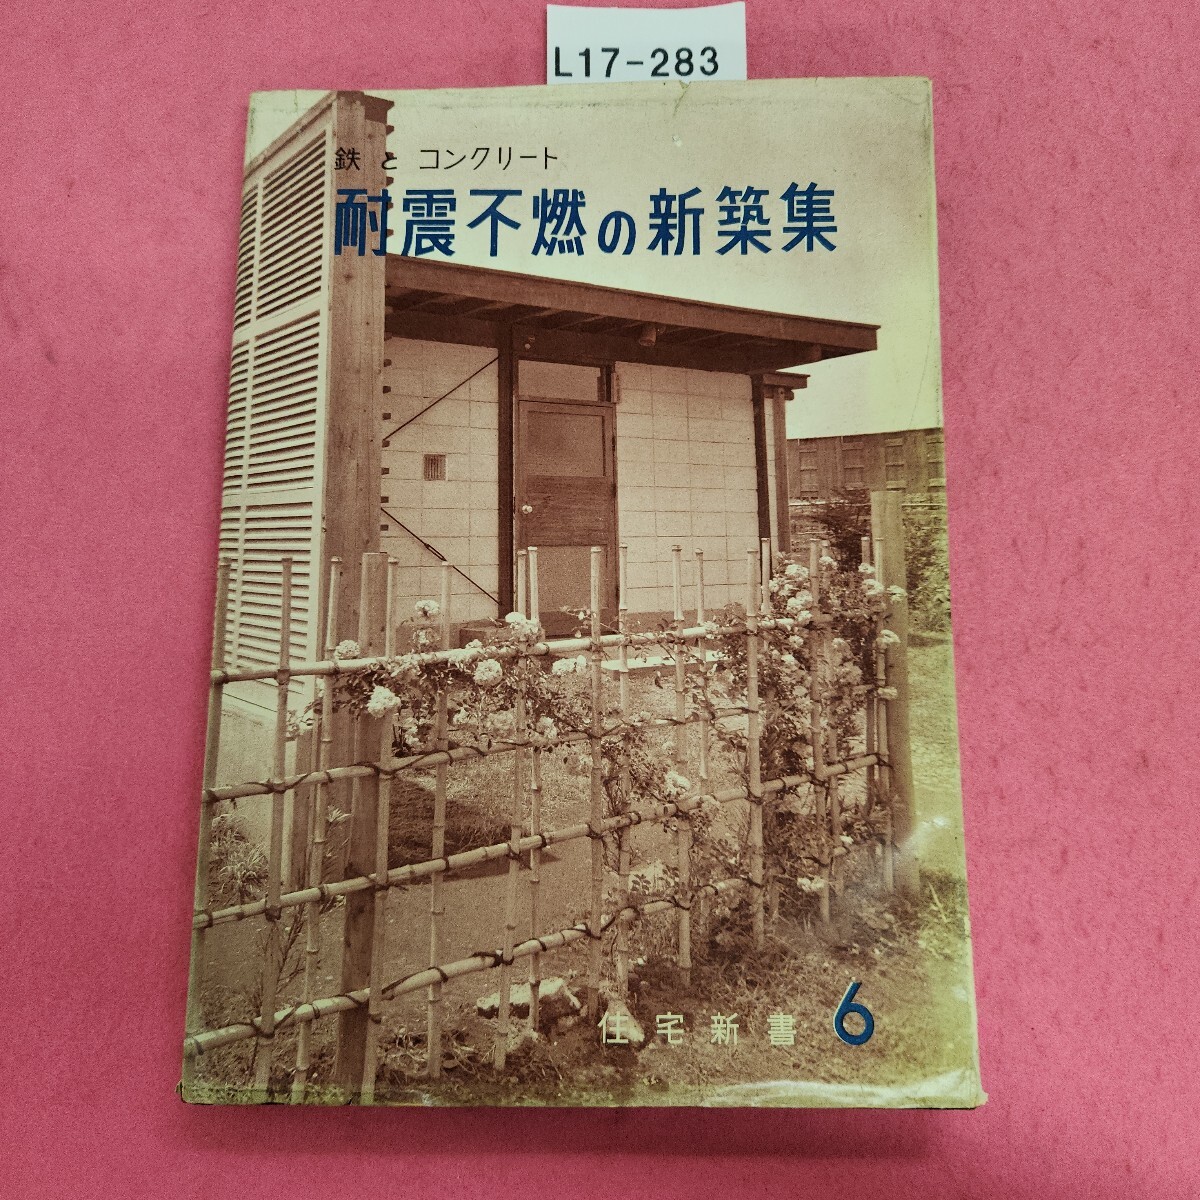 L17-283
鉄とコンクリート
耐震不燃の新築集
住宅新書 6